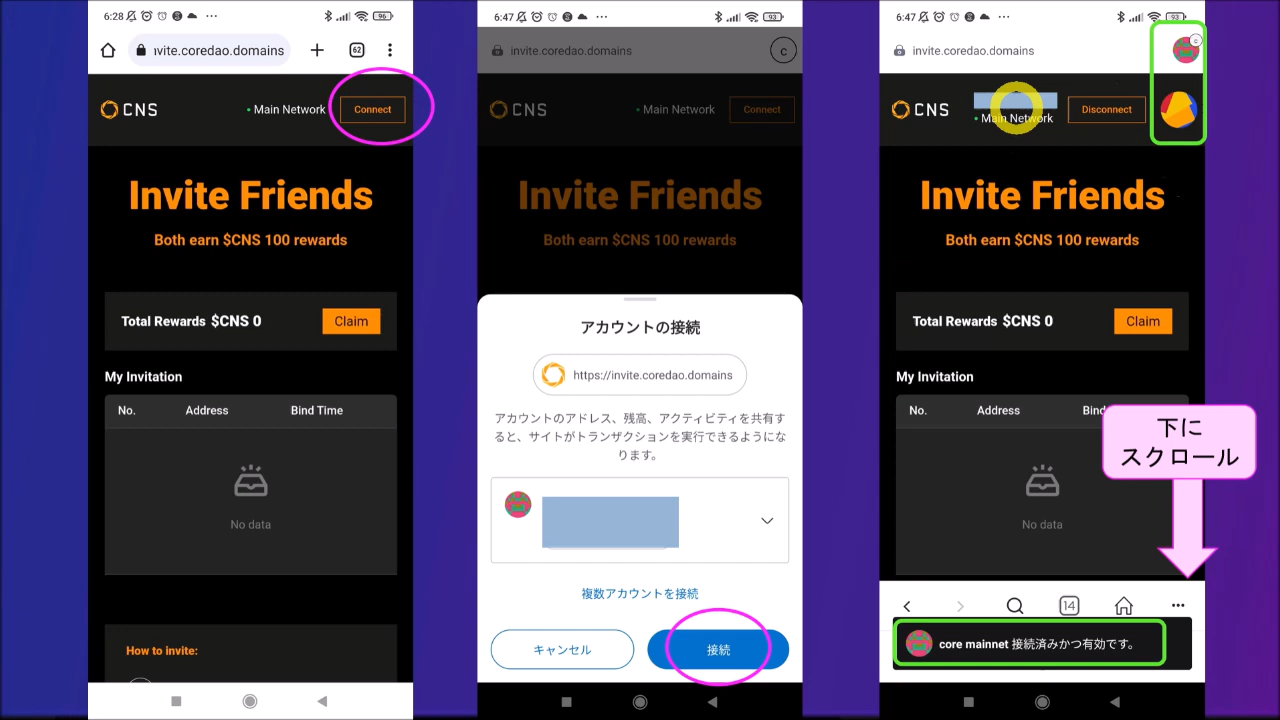 6:28
96
vite.coredao.domains
62
CNS
Main Network
Connect
Invite Friends
Both earn $CNS 100 rewards
Total Rewards $CNS 0
Claim
My Invitation
No. Address Bind Time
No data
How to invite:
6:47
93
invite.coredao.domains
C
CNS
Main Network
Connect
Invite Friends
Both earn $CNS 100 rewards
アカウントの接続
https://invite.coredao.domains
アカウントのアドレス、残高、アクティビティを共有す
ると、サイトがトランザクションを実行できるようにな
ります。
複数アカウントを接続
キャンセル
接続
6:47
93
invite.coredao.domains
C
CNS
Main Network
Disconnect
Invite Friends
Both earn $CNS 100 rewards
Total Rewards $CNS 0
Claim
My Invitation
No. Address Bind
下に
スクロール
No data
14
core mainnet 接続済みかつ有効です。